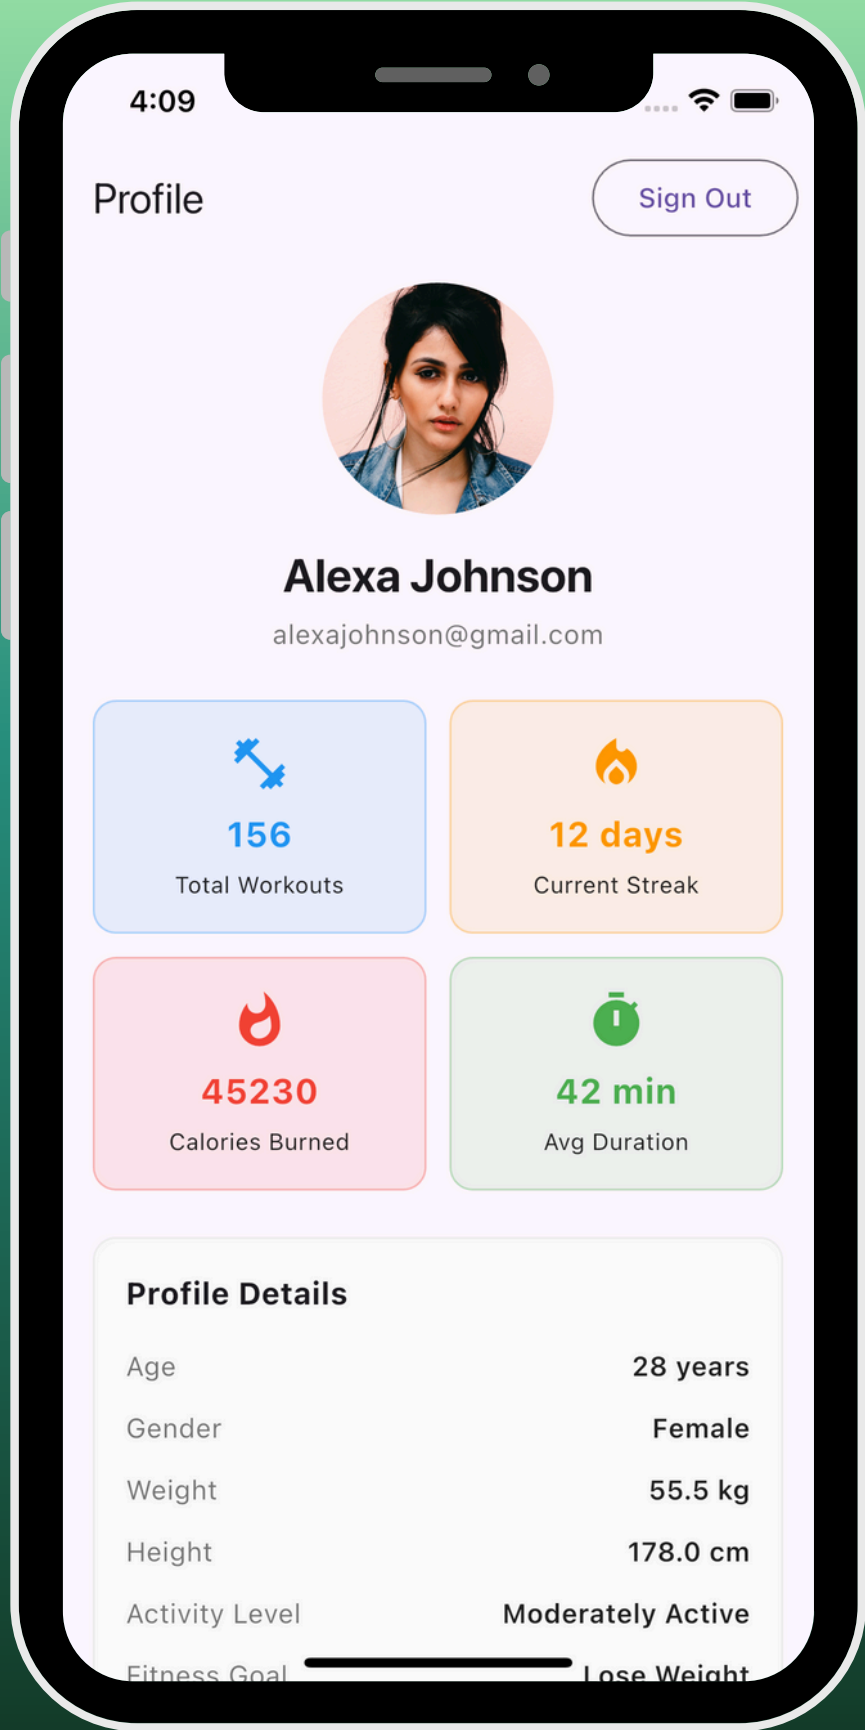 4:09
Profile
Sign Out
Alexa Johnson
alexajohnson@gmail.com
156
Total Workouts
12 days
Current Streak
45230
Calories Burned
42 min
Avg Duration
Profile Details
Age 28 years
Gender Female
Weight 55.5 kg
Height 178.0 cm
Activity Level Moderately Active
Fitness Goal Lose Weight